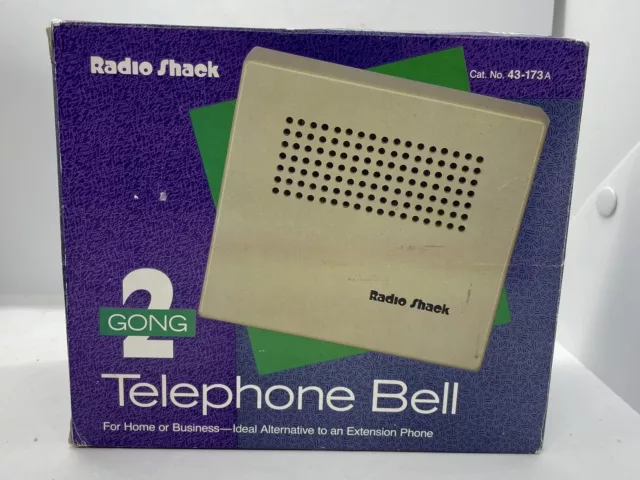 Radio Shack
Cat. No. 43-173A
Radio Shack
2
GONG
Telephone Bell
For Home or Business—Ideal Alternative to an Extension Phone